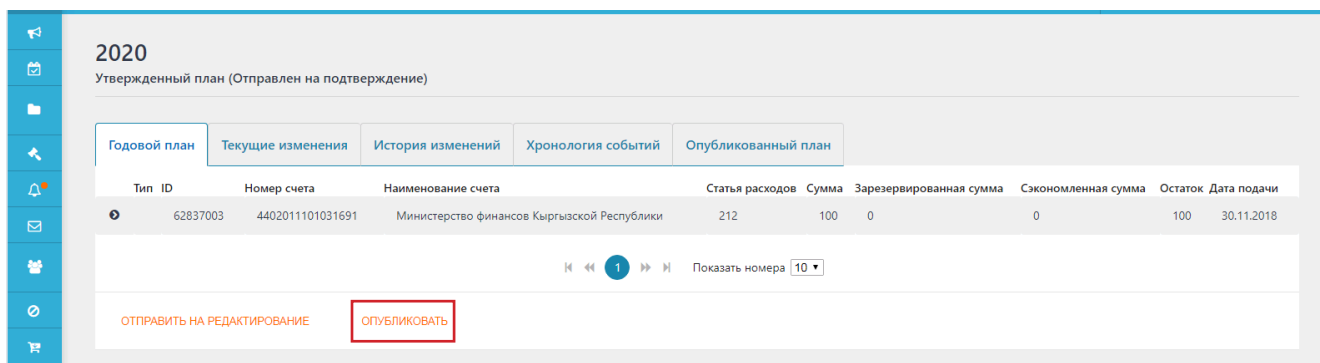 2020
Утвержденный план (Отправлен на подтверждение)
Годовой план Текущие изменения История изменений Хронология событий Опубликованный план
Тип ID Номер счета Наименование счета Статья расходов Сумма Зарезервированная сумма Сэкономленная сумма Остаток Дата подачи
62837003 4402011101031691 Министерство финансов Кыргызской Республики 212 100 0 0 100 30.11.2018
1 Показать номера 10
ОТПРАВИТЬ НА РЕДАКТИРОВАНИЕ ОПУБЛИКОВАТЬ